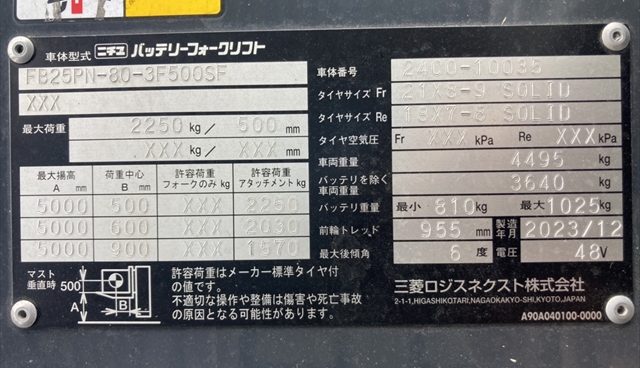 車体型式 ニチユ バッテリーフォークリフト
FB25PN-80-3F500SF
XXX
最大荷重 2250 kg / 500 mm
XXX kg / XXX mm
最大揚高 A mm 荷重中心 B mm 許容荷重 フォークのみ kg 許容荷重 アタッチメント kg
5000 500 XXX 2250
5000 600 XXX 2030
5000 900 XXX 1570
マスト垂直時 500 A B
許容荷重はメーカー標準タイヤ付
の値です。
不適切な操作や整備は傷害や死亡事故
の原因となる可能性があります。
車体番号 240C-10035
タイヤサイズ Fr 21X8-9 SOLID
タイヤサイズ Re 18X7-8 SOLID
タイヤ空気圧 Fr XXX kPa Re XXX kPa
車両重量 4495 kg
バッテリを除く車両重量 3640 kg
バッテリ重量 最小 810kg 最大 1025kg
前輪トレッド 955 mm 製造年月 2023/12
最大後傾角 6 度 電圧 48V
三菱ロジスネクスト株式会社
2-1-1,HIGASHIKOTARI,NAGAOKAKYO-SHI,KYOTO,JAPAN
A90A040100-0000